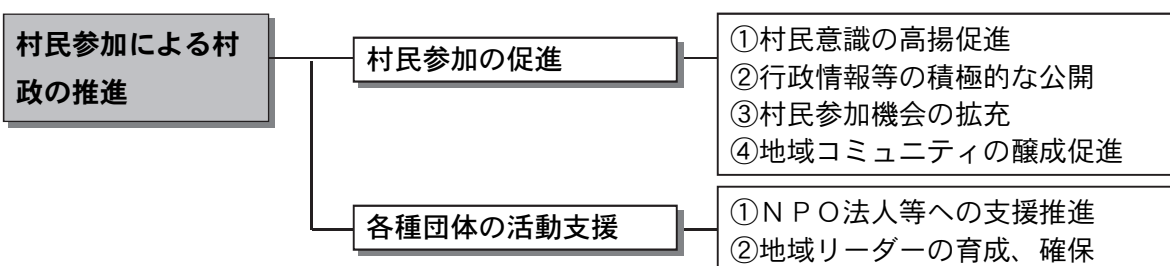 村民参加による村
政の推進
村民参加の促進
①村民意識の高揚促進
②行政情報等の積極的な公開
③村民参加機会の拡充
④地域コミュニティの醸成促進
各種団体の活動支援
①ＮＰＯ法人等への支援推進
②地域リーダーの育成、確保